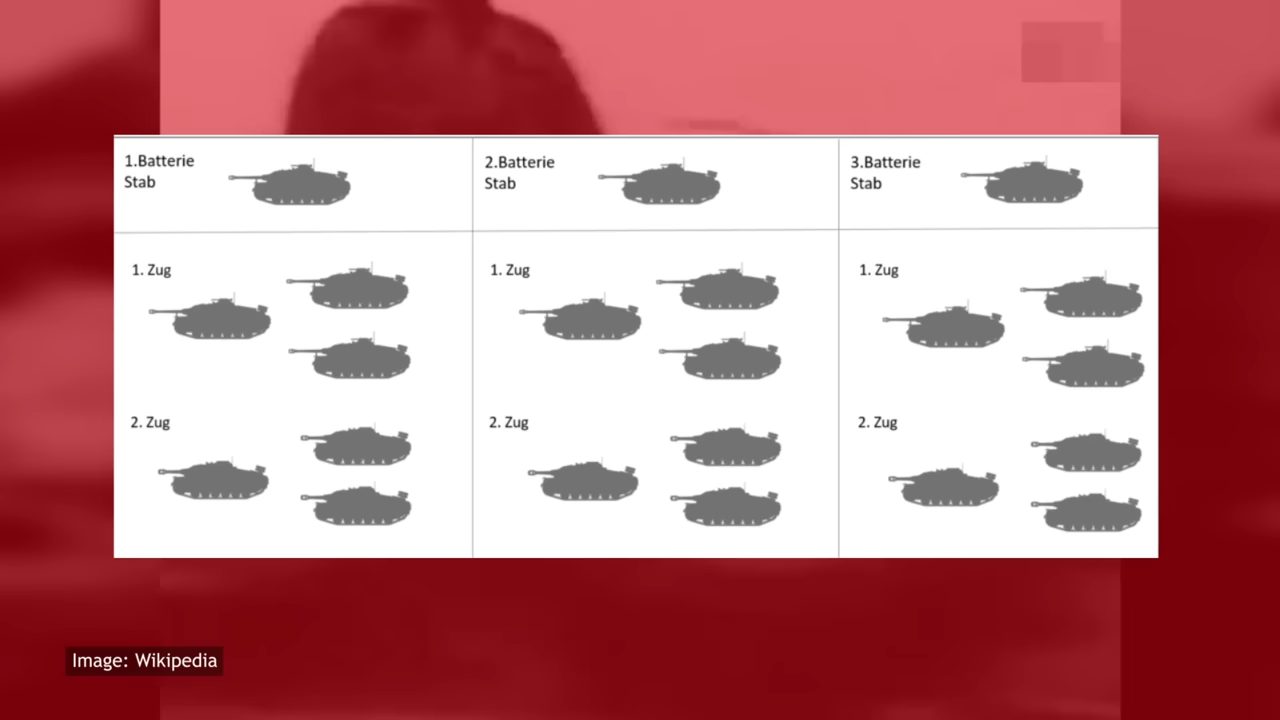 1.Batterie
Stab
2.Batterie
Stab
3.Batterie
Stab
1. Zug
1. Zug
1. Zug
2. Zug
2. Zug
2. Zug
Image: Wikipedia